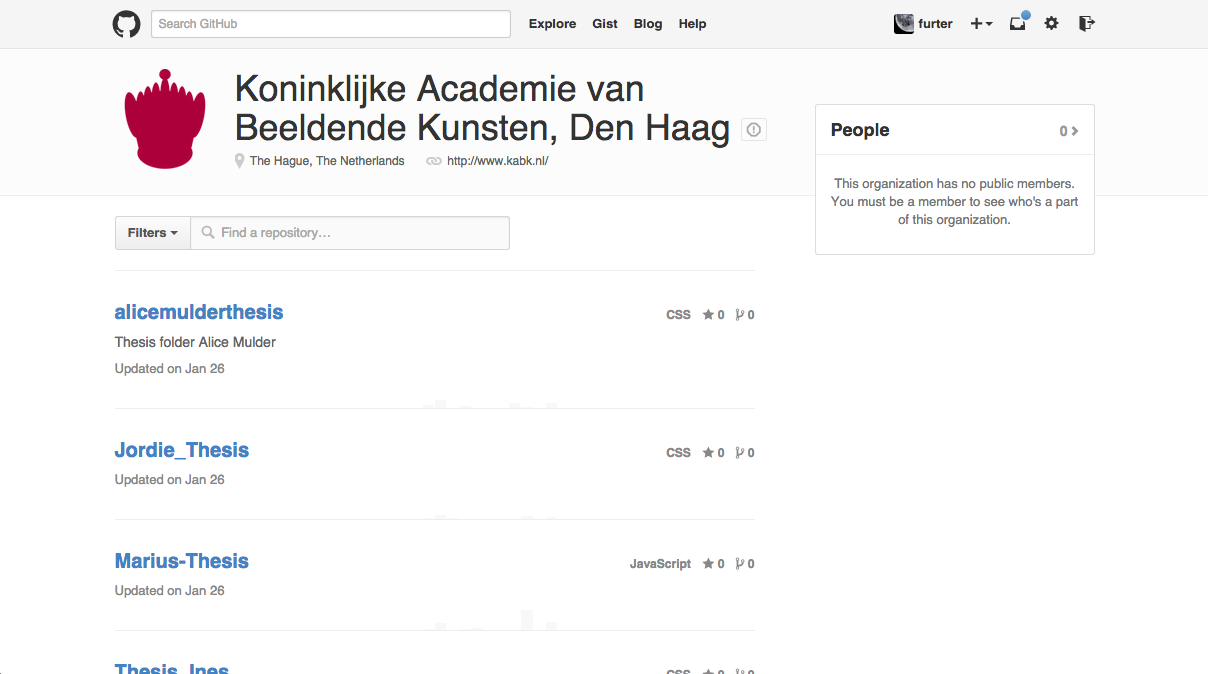 Search GitHub
Explore Gist Blog Help
furter
Koninklijke Academie van
Beeldende Kunsten, Den Haag
The Hague, The Netherlands http://www.kabk.nl/
People 0
This organization has no public members.
You must be a member to see who's a part
of this organization.
Filters Find a repository…
alicemulderthesis CSS 0 0
Thesis folder Alice Mulder
Updated on Jan 26
Jordie_Thesis CSS 0 0
Updated on Jan 26
Marius-Thesis JavaScript 0 0
Updated on Jan 26
Thesis_Ines CSS 0 0